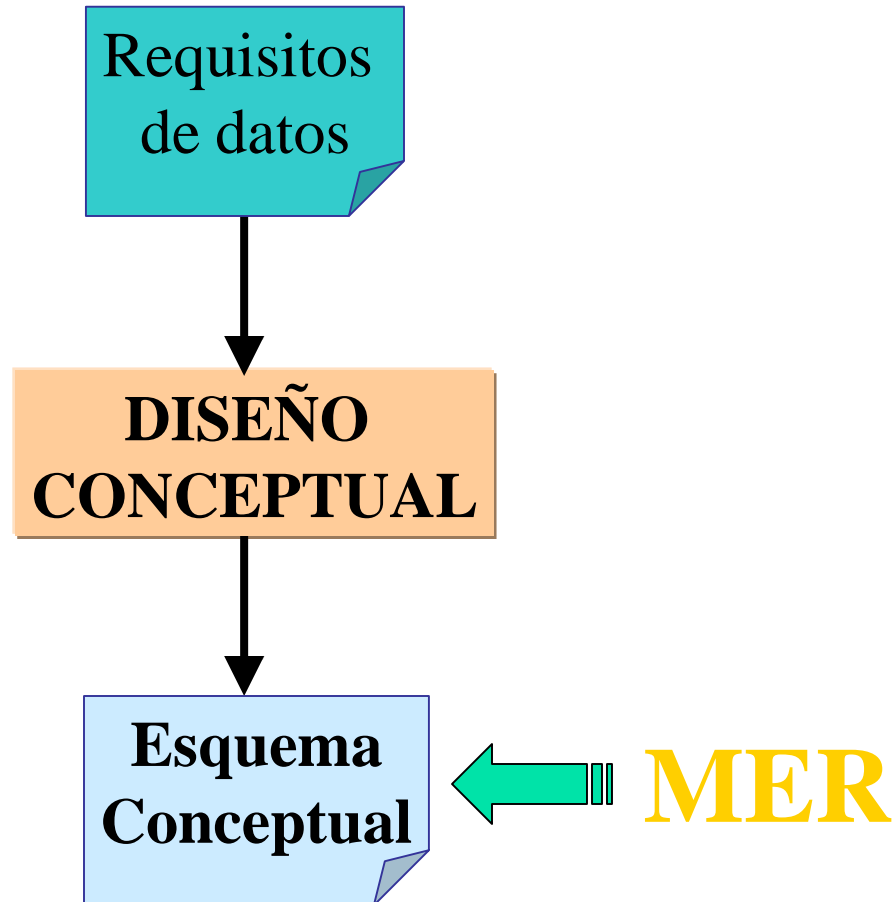 Requisitos
de datos
DISEÑO
CONCEPTUAL
Esquema
Conceptual
MER